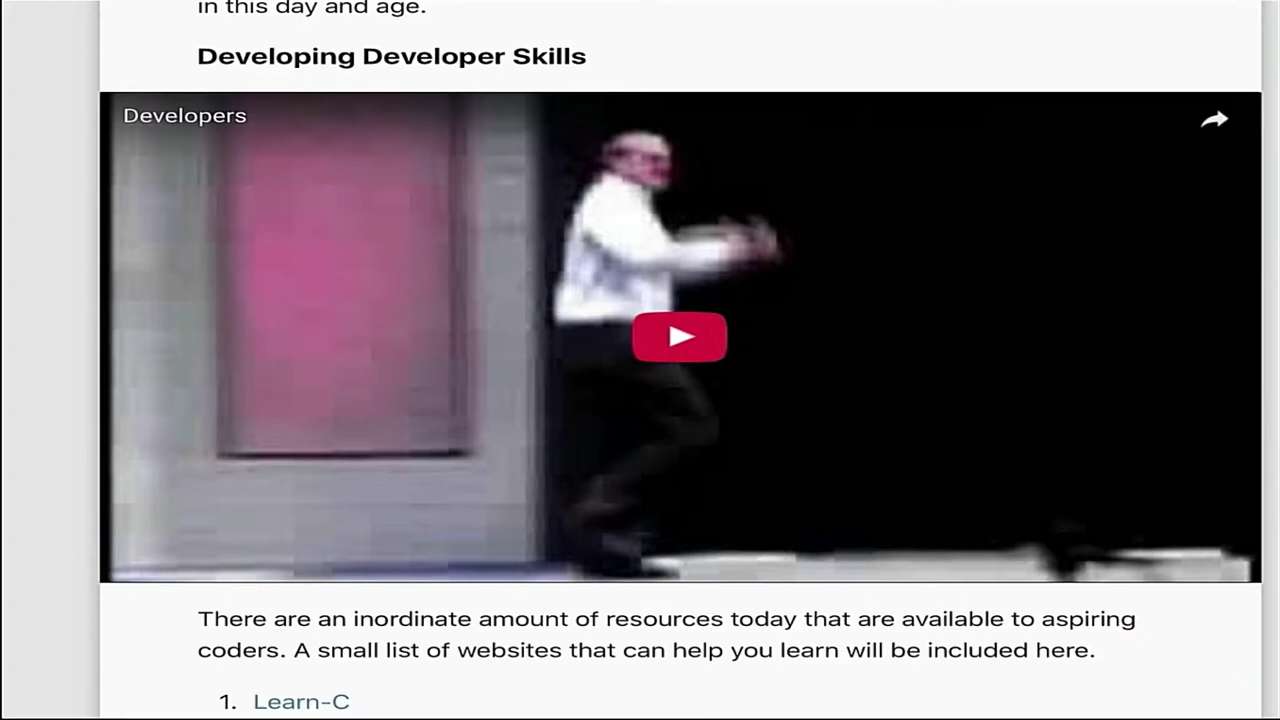 in this day and age.
Developing Developer Skills
Developers
There are an inordinate amount of resources today that are available to aspiring
coders. A small list of websites that can help you learn will be included here.
1. Learn-C